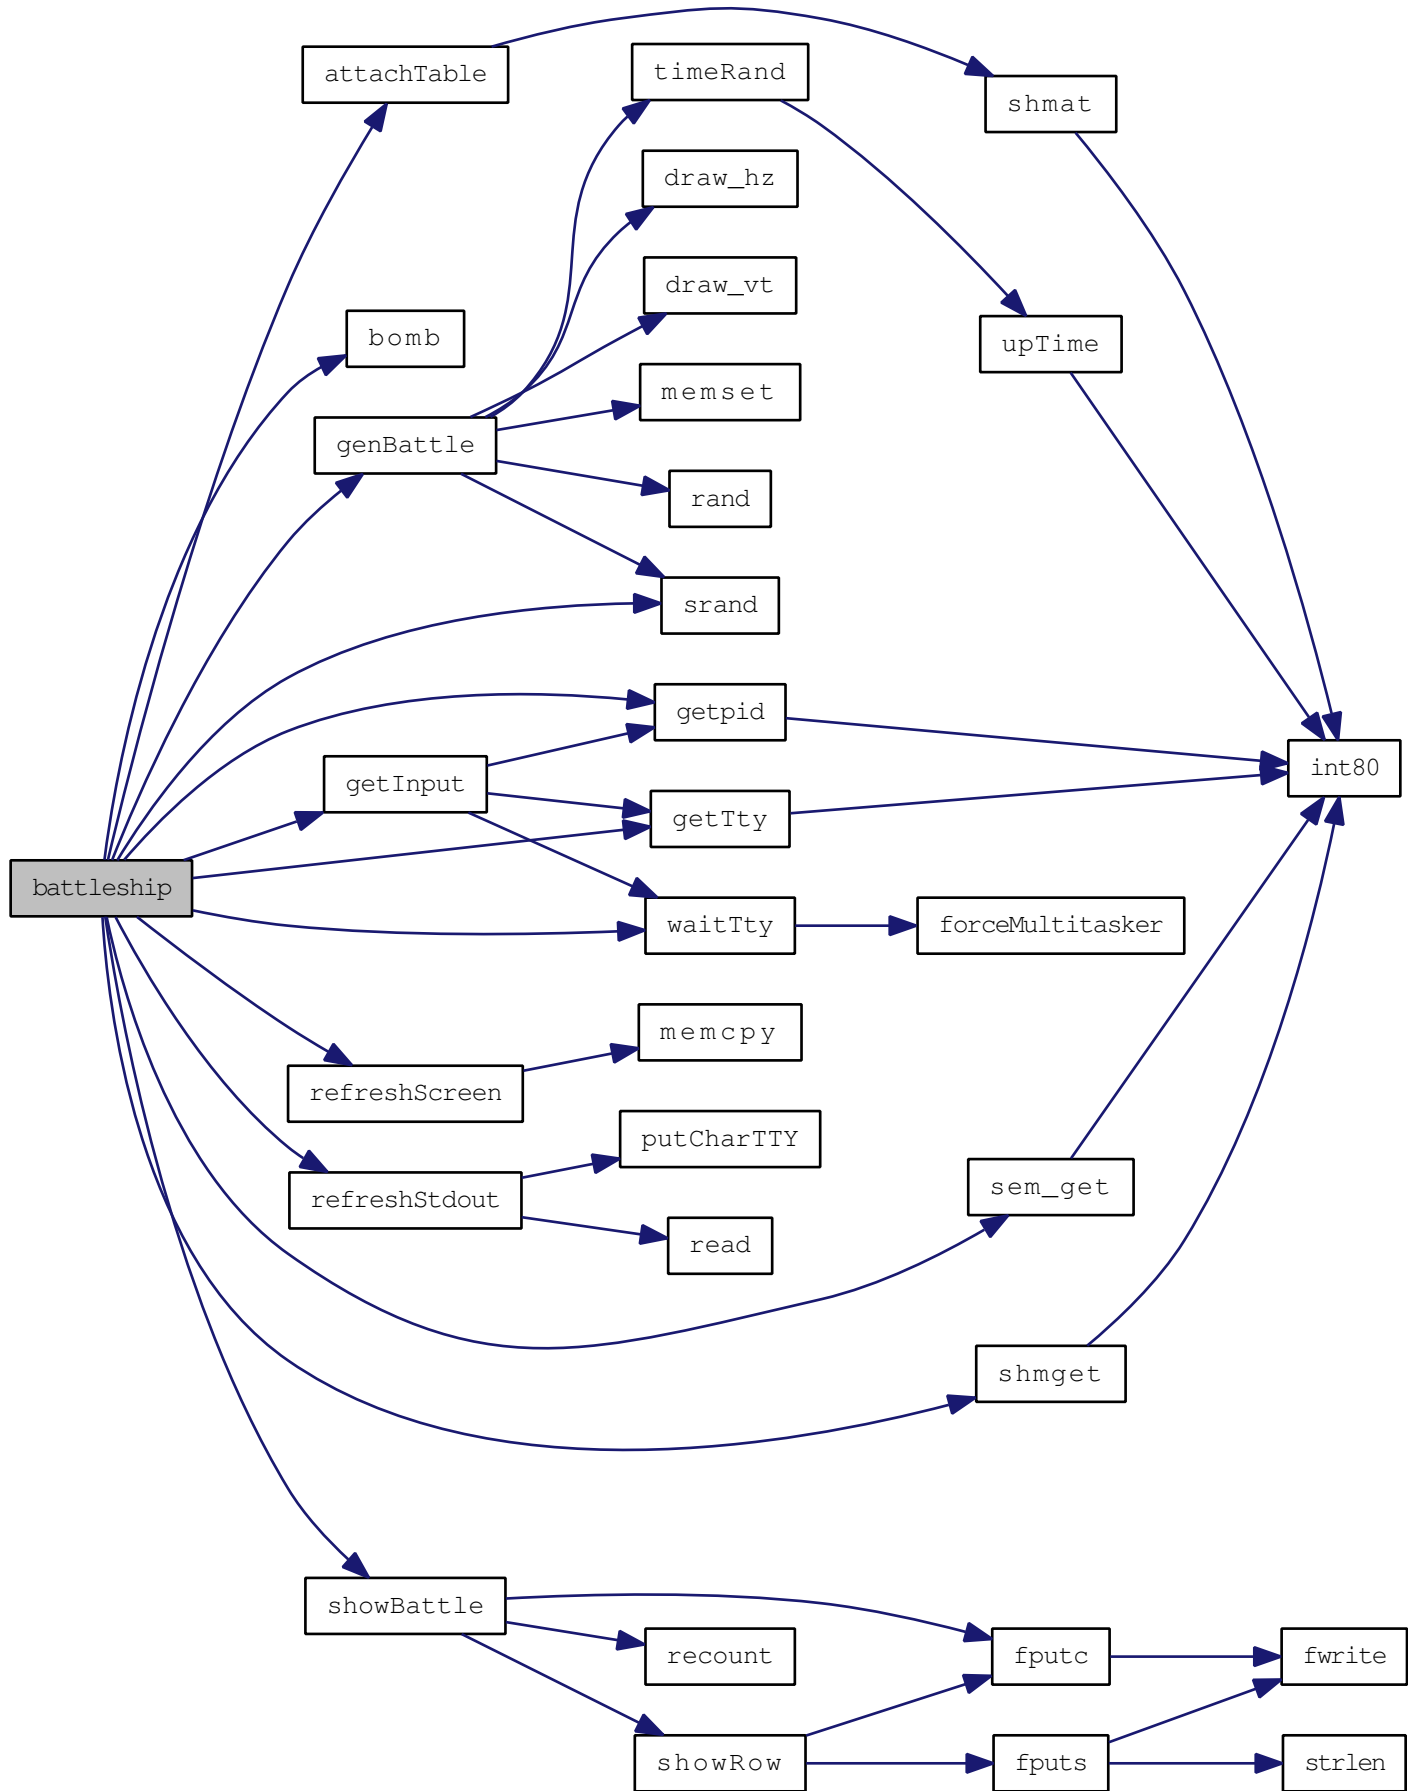 attachTable
timeRand
shmat
draw_hz
draw_vt
bomb
upTime
memset
genBattle
rand
srand
getpid
int80
getInput
getTty
battleship
waitTty
forceMultitasker
memcpy
refreshScreen
putCharTTY
sem_get
refreshStdout
read
shmget
showBattle
recount
fputc
fwrite
showRow
fputs
strlen